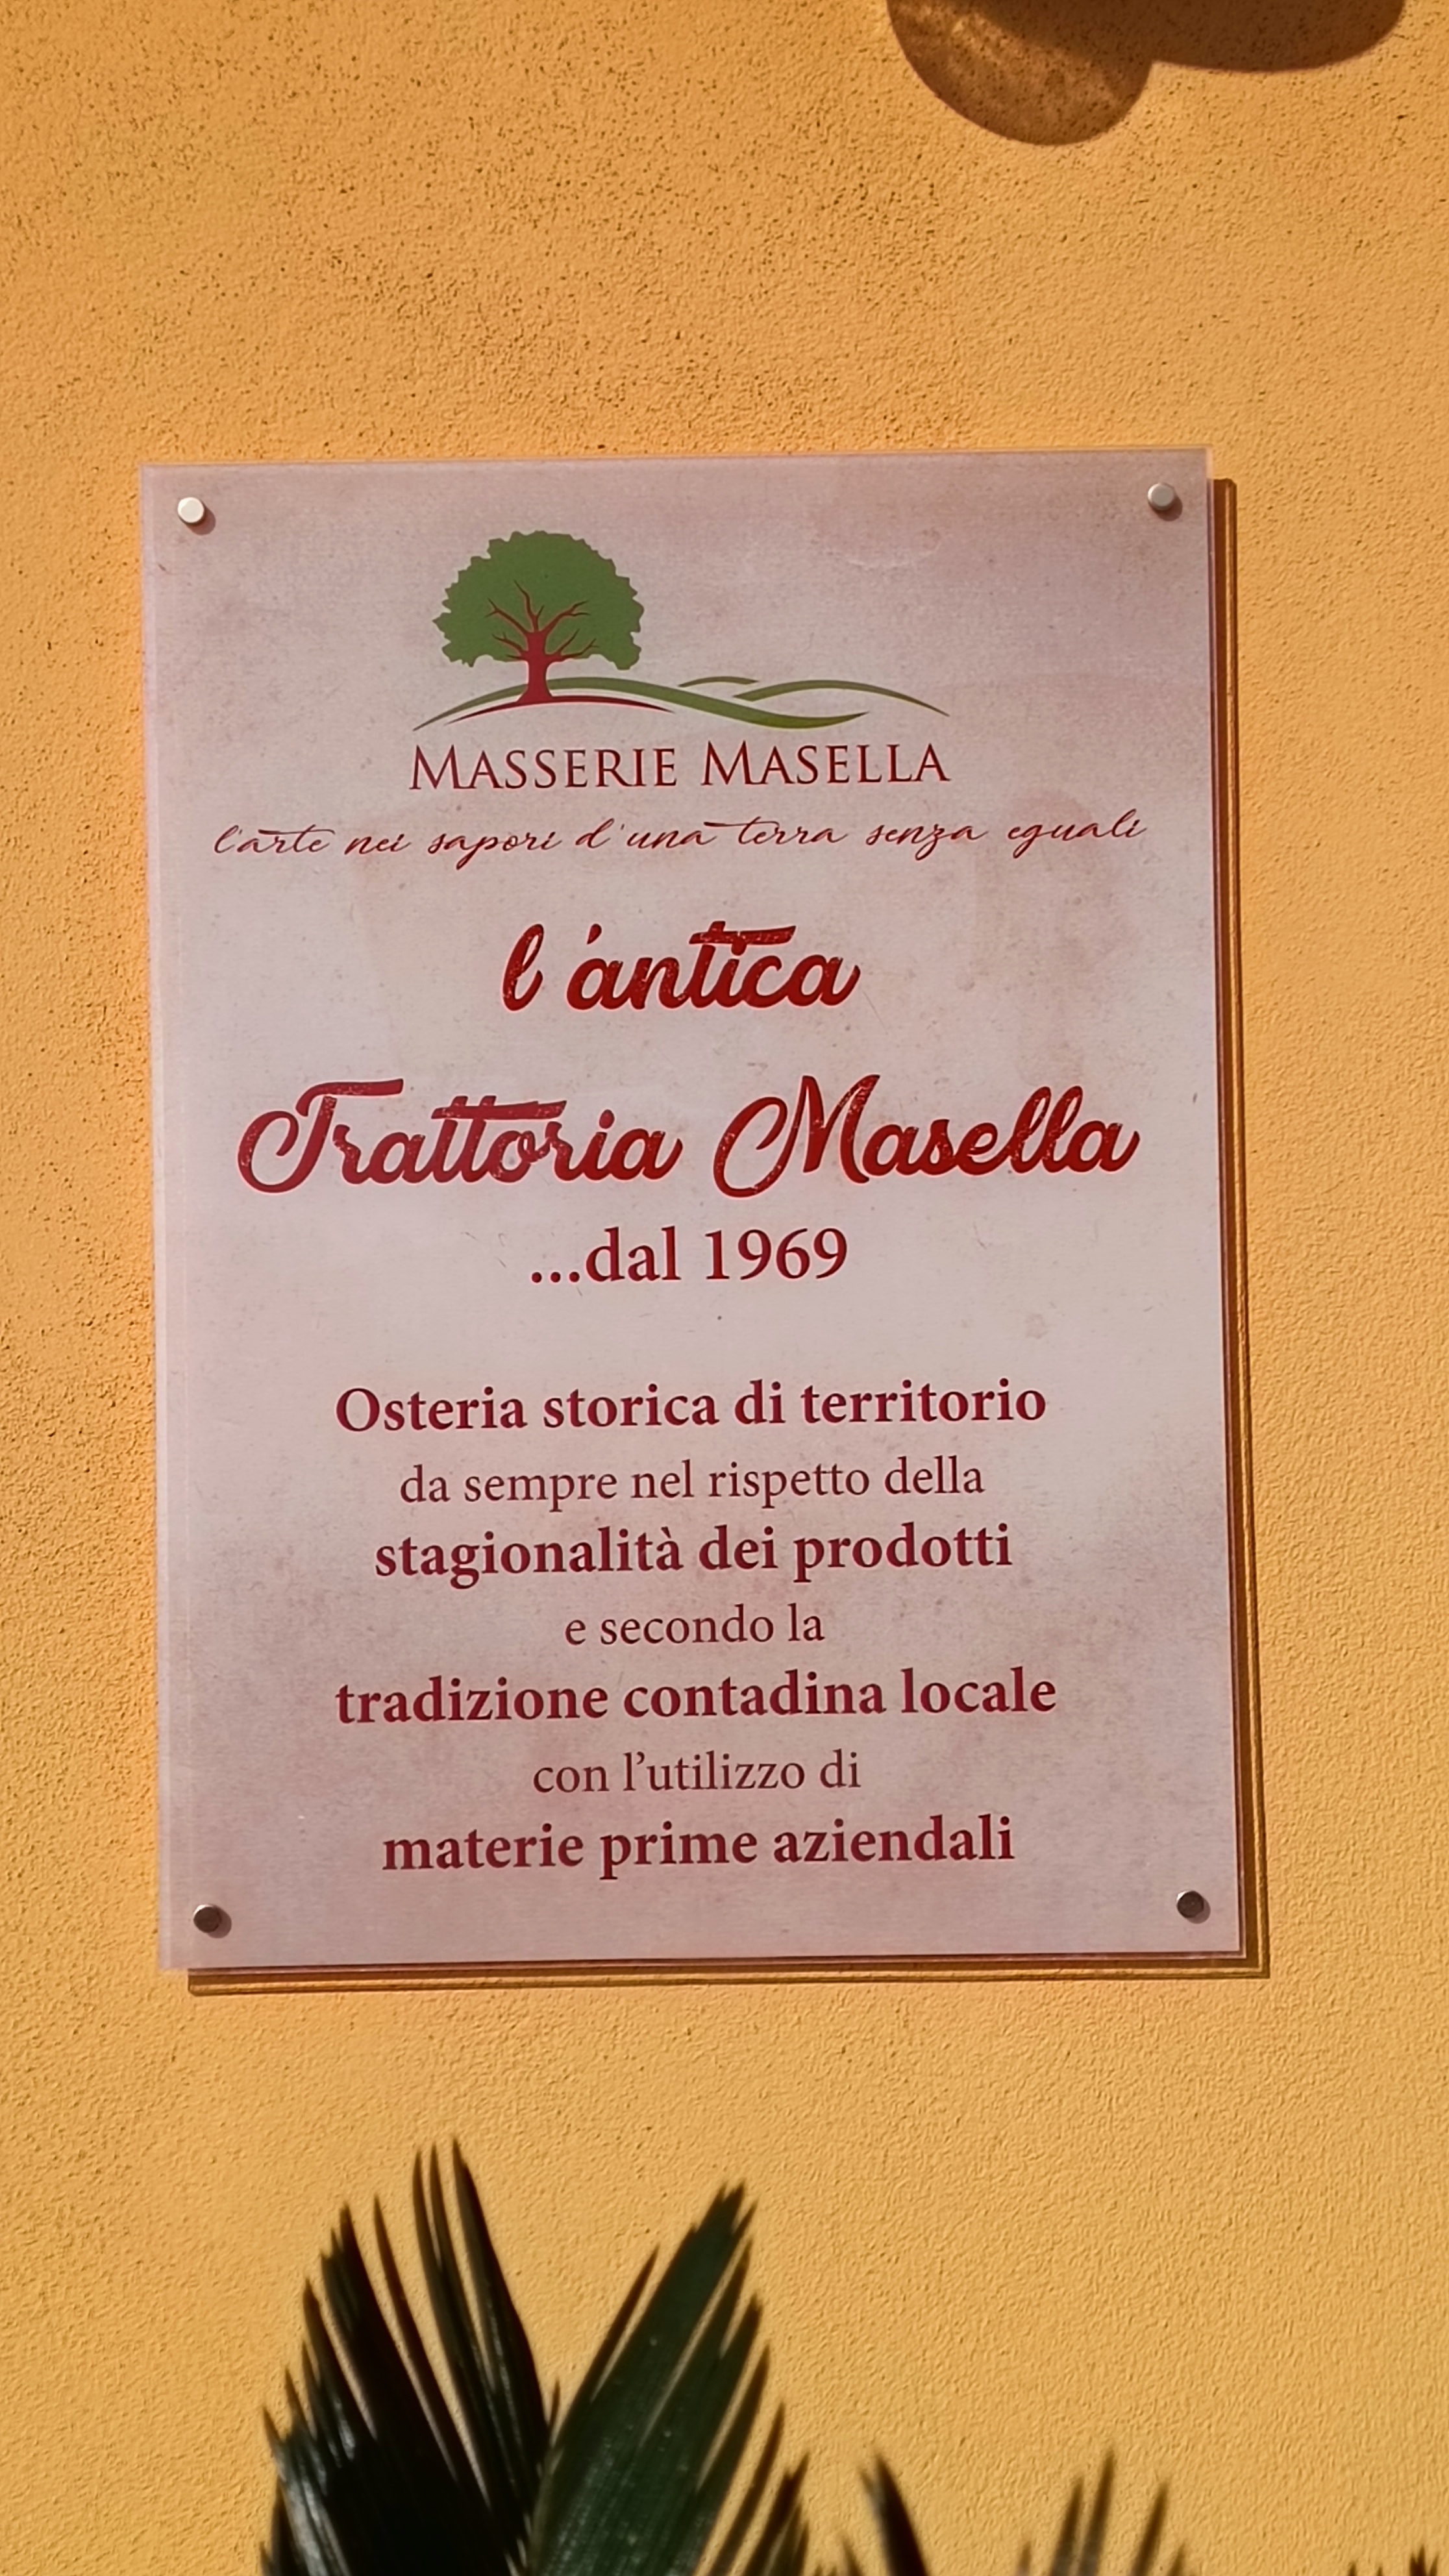 MASSERIE MASELLA
l'arte nei sapori d'una terra senza eguali
l'antica
Trattoria Masella
...dal 1969
Osteria storica di territorio
da sempre nel rispetto della
stagionalità dei prodotti
e secondo la
tradizione contadina locale
con l’utilizzo di
materie prime aziendali